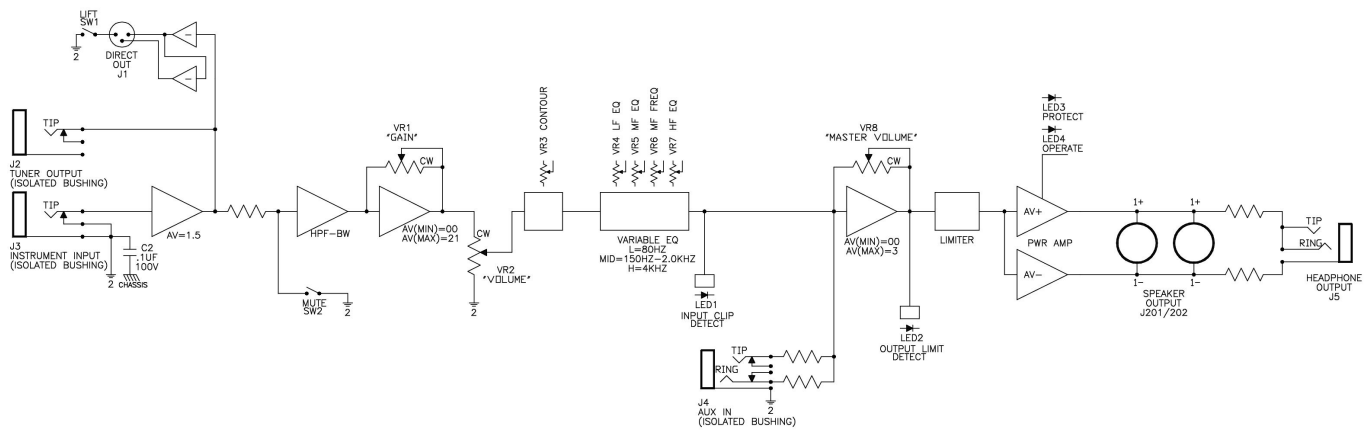 LIFT
SW1
2
DIRECT
OUT
J1
TIP
J2
TUNER OUTPUT
(ISOLATED BUSHING)
TIP
J3
INSTRUMENT INPUT
(ISOLATED BUSHING)
2
C2
.1UF
100V
CHASSIS
AV=1.5
HPF-BW
MUTE
SW2
2
VR1
"GAIN"
CW
AV(MIN)=00
AV(MAX)=21
CW
VR2
"VOLUME"
2
VR3 CONTOUR
VR4 LF EQ
VR5 MF EQ
VR6 MF FREQ
VR7 HF EQ
VARIABLE EQ
L=80HZ
MID=150HZ-2.0KHZ
H=4KHZ
LED1
INPUT CLIP
DETECT
TIP
RING
J4
AUX IN
(ISOLATED BUSHING)
2
VR8
"MASTER VOLUME"
CW
AV(MIN)=00
AV(MAX)=3
LED2
OUTPUT LIMIT
DETECT
LIMITER
LED3
PROTECT
LED4
OPERATE
AV+
PWR AMP
AV-
1+
1+
1-
1-
SPEAKER
OUTPUT
J201/202
TIP
RING
HEADPHONE
OUTPUT
J5